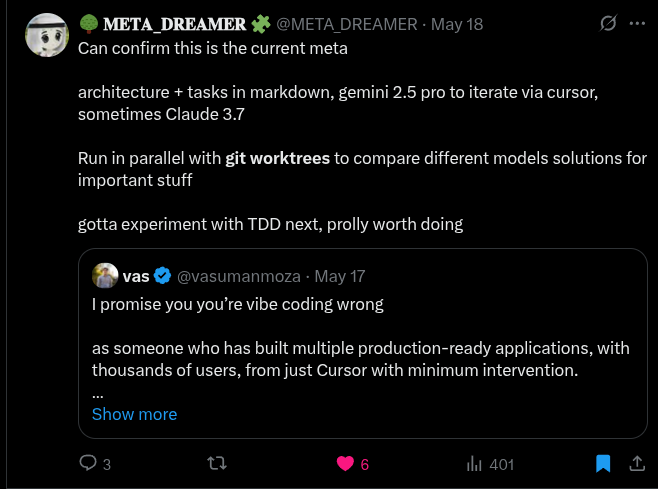 🌳 META_DREAMER 🧩 @META_DREAMER · May 18
Can confirm this is the current meta
architecture + tasks in markdown, gemini 2.5 pro to iterate via cursor,
sometimes Claude 3.7
Run in parallel with git worktrees to compare different models solutions for
important stuff
gotta experiment with TDD next, prolly worth doing
vas @vasumanmoza · May 17
I promise you you’re vibe coding wrong
as someone who has built multiple production-ready applications, with
thousands of users, from just Cursor with minimum intervention.
...
Show more
3 6 401